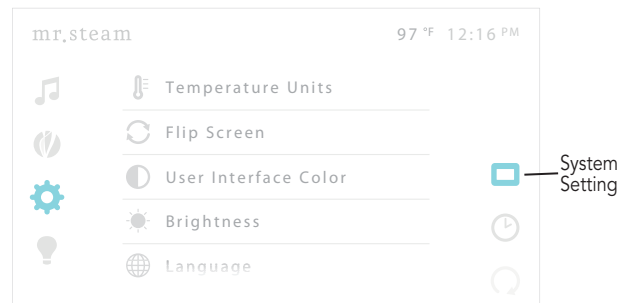 mr.steam
97 °F 12:16 PM
Temperature Units
Flip Screen
User Interface Color
Brightness
Language
System
Setting